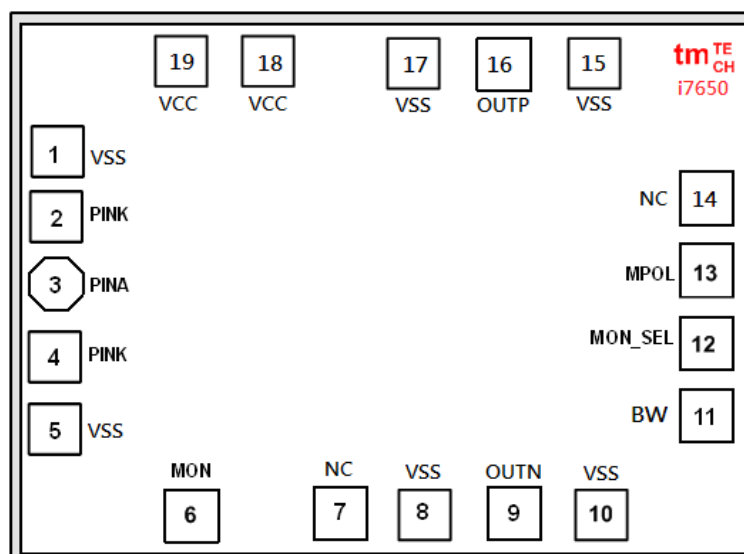 19 18 17 16 15 tm TE CH
VCC VCC VSS OUTP VSS i7650
1 VSS
2 PINK NC 14
3 PINA MPOL 13
4 PINK MON_SEL 12
5 VSS BW 11
MON NC VSS OUTN VSS
6 7 8 9 10